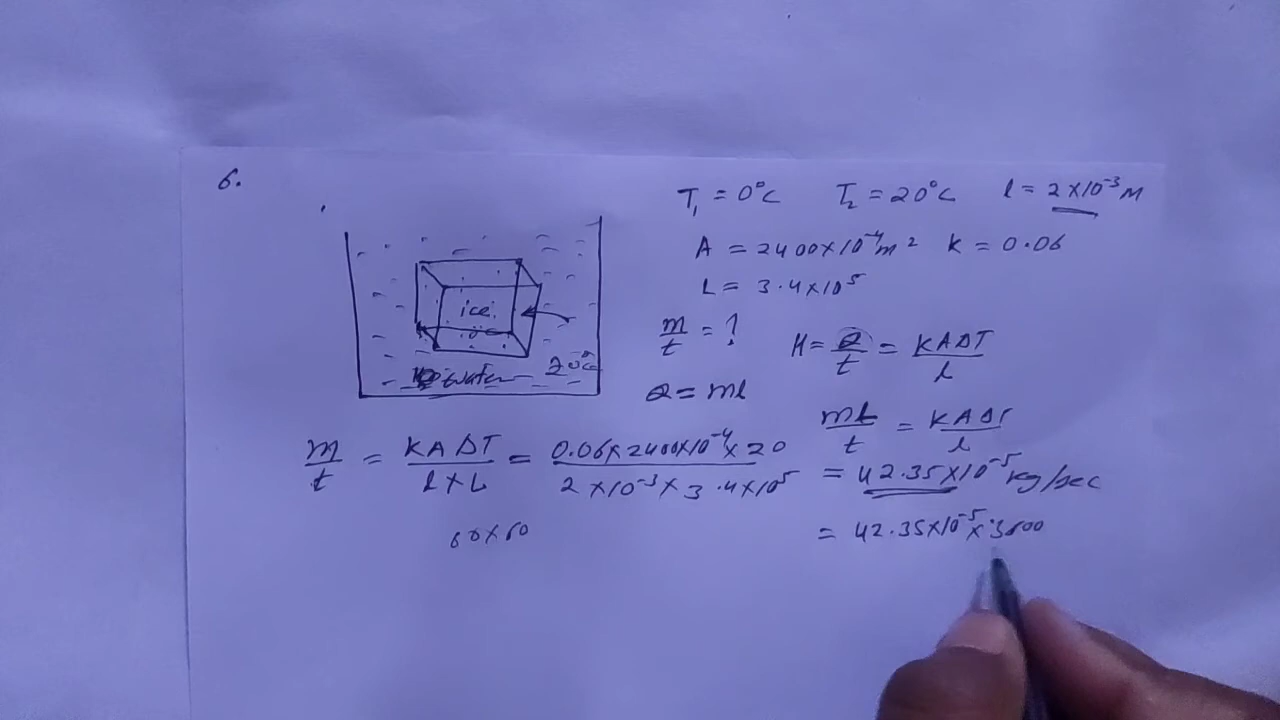 6.
T₁ = 0°C T₂ = 20°C l = 2×10⁻³ M
A = 2400×10⁻⁴m² K = 0.06
L = 3.4×10⁵
m/t = ? H = Q/t = KAΔT/l
Q = ml
ice
water 20°C
mL/t = KAΔT/l
m/t = KAΔT/l×L = 0.06×2400×10⁻⁴×20/2×10⁻³×3.4×10⁵ = 42.35×10⁻⁵ kg/sec
60×60 = 42.35×10⁻⁵×3600